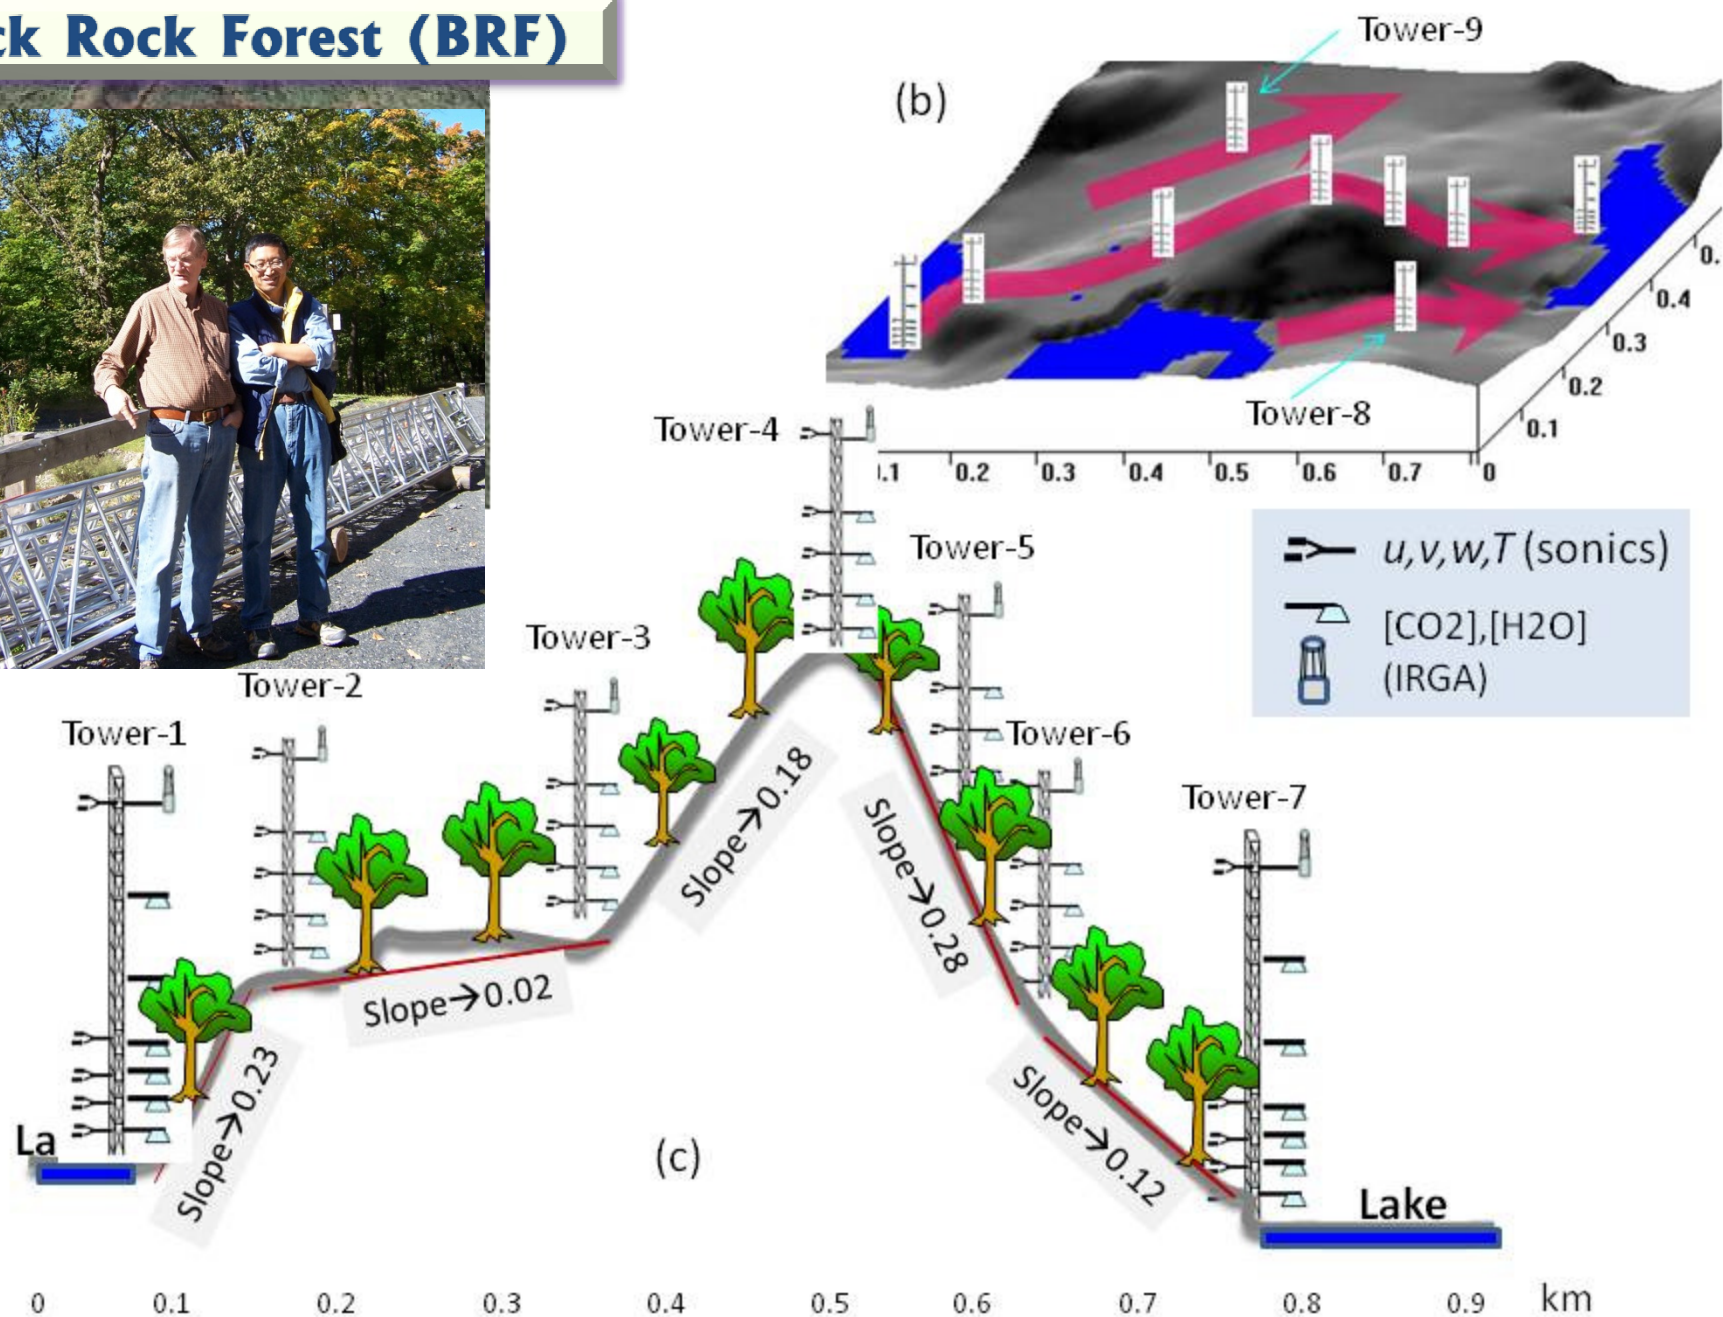 ck Rock Forest (BRF)
(b)
Tower-9
Tower-8
0.
0.4
0.3
0.2
0.1
.1 0.2 0.3 0.4 0.5 0.6 0.7 0
u,v,w,T (sonics)
[CO2],[H2O]
(IRGA)
Tower-4
Tower-5
Tower-3
Tower-2
Tower-1
Tower-6
Tower-7
Slope→0.18
Slope→0.28
Slope→0.02
Slope→0.23
Slope→0.12
(c)
La
Lake
0 0.1 0.2 0.3 0.4 0.5 0.6 0.7 0.8 0.9 km